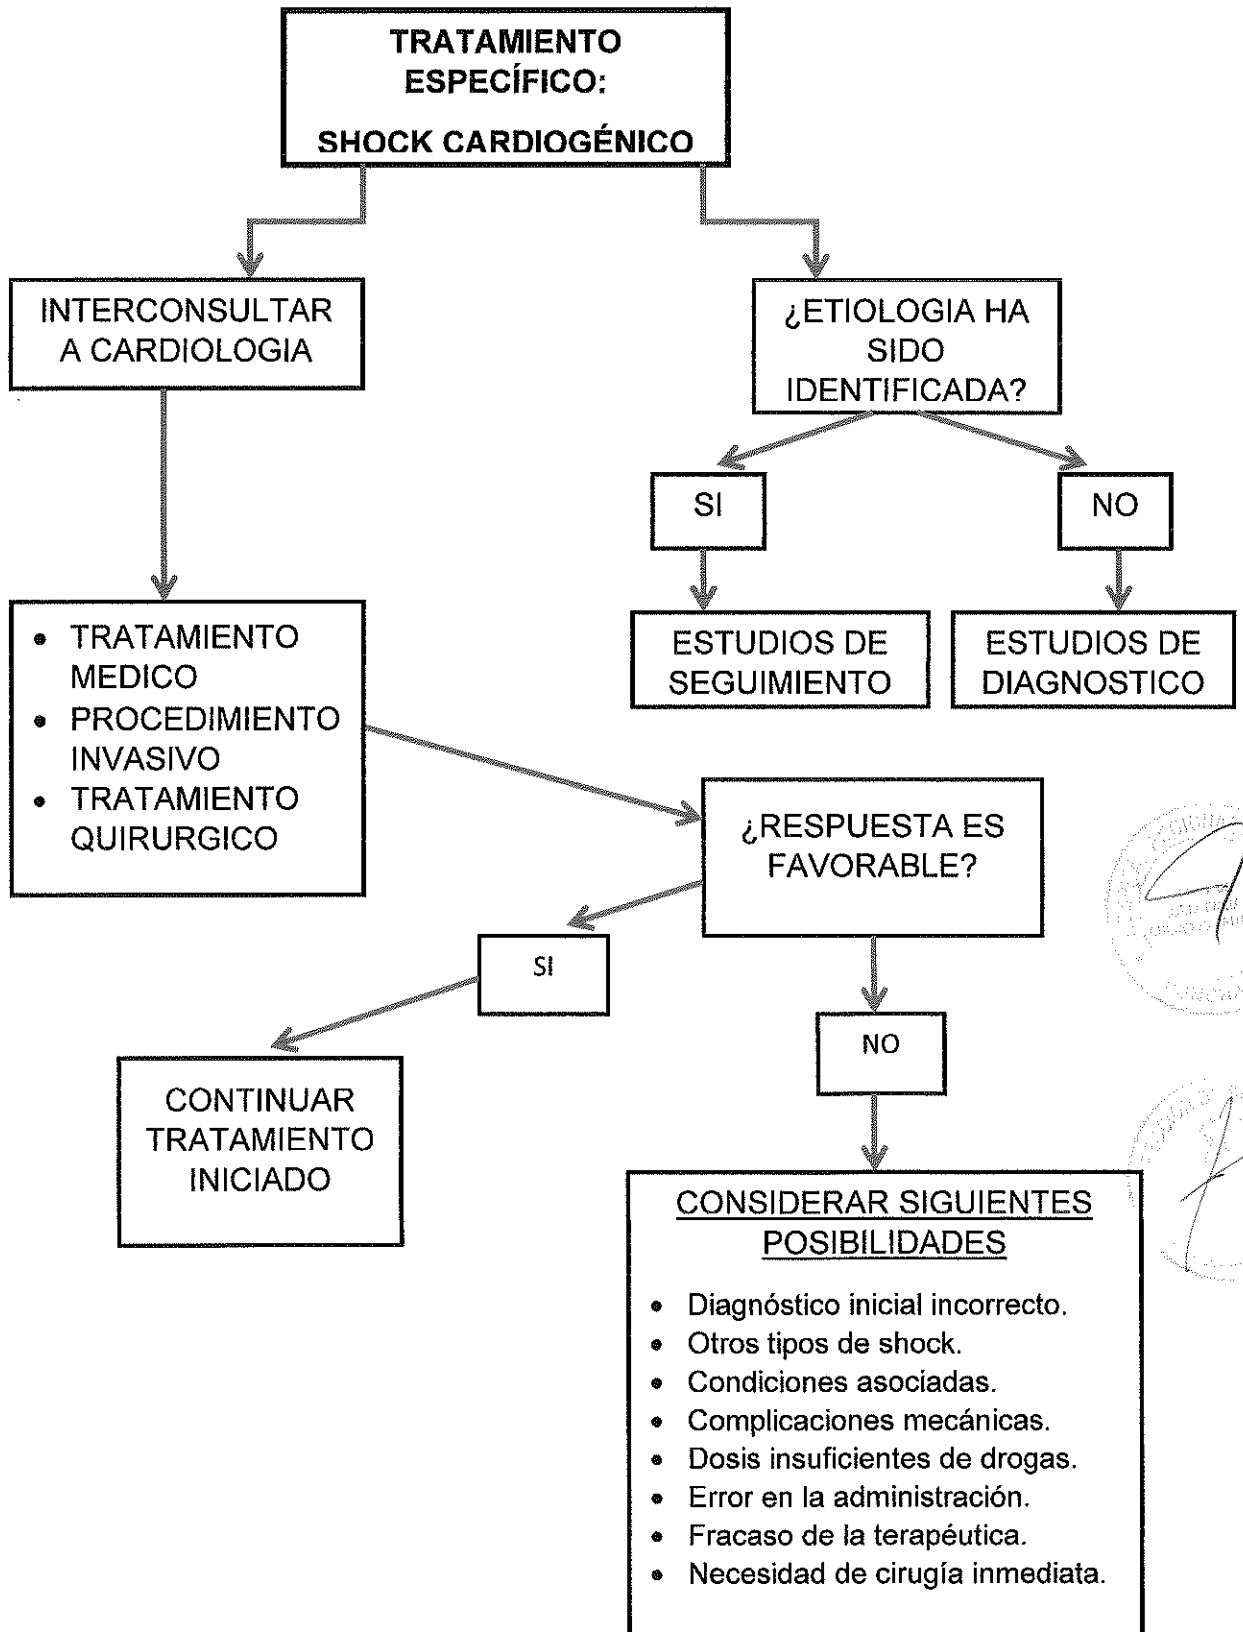 TRATAMIENTO
ESPECÍFICO:
SHOCK CARDIOGÉNICO
INTERCONSULTAR
A CARDIOLOGIA
¿ETIOLOGIA HA
SIDO
IDENTIFICADA?
SI
NO
ESTUDIOS DE
SEGUIMIENTO
ESTUDIOS DE
DIAGNOSTICO
• TRATAMIENTO
MEDICO
• PROCEDIMIENTO
INVASIVO
• TRATAMIENTO
QUIRURGICO
¿RESPUESTA ES
FAVORABLE?
SI
NO
CONTINUAR
TRATAMIENTO
INICIADO
CONSIDERAR SIGUIENTES
POSIBILIDADES
• Diagnóstico inicial incorrecto.
• Otros tipos de shock.
• Condiciones asociadas.
• Complicaciones mecánicas.
• Dosis insuficientes de drogas.
• Error en la administración.
• Fracaso de la terapéutica.
• Necesidad de cirugía inmediata.